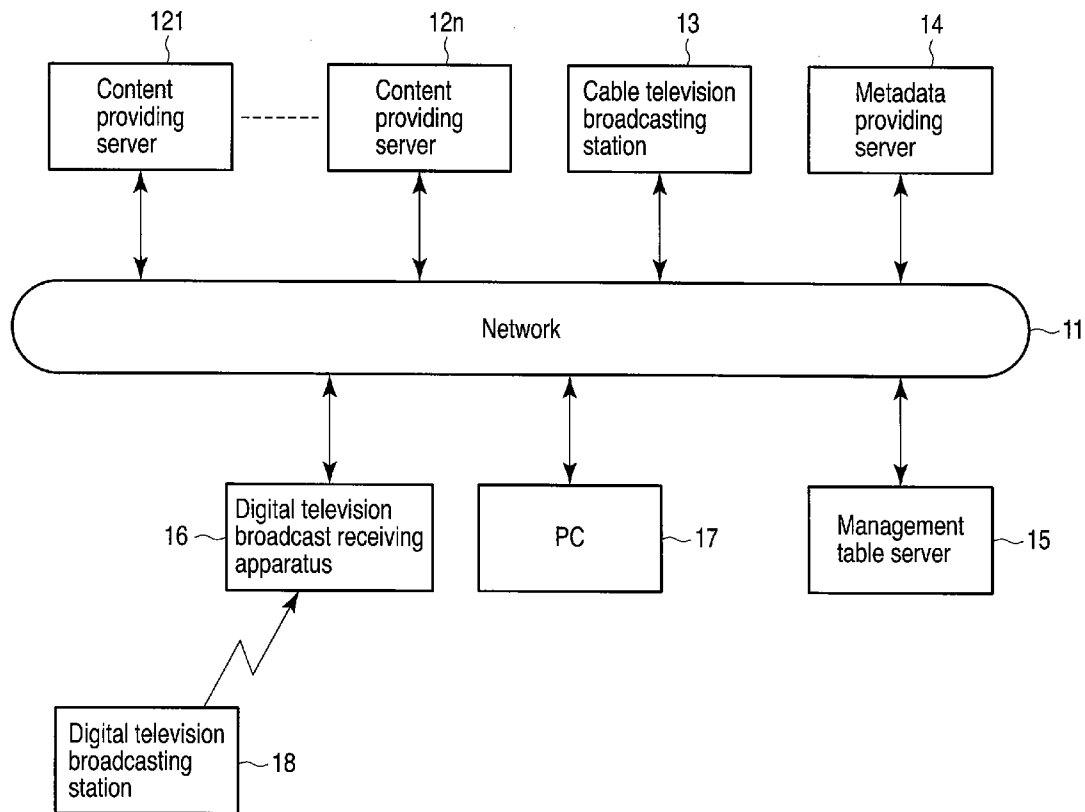 121
12n
13
14
Content
providing
server
Content
providing
server
Cable television
broadcasting
station
Metadata
providing
server
Network
11
16
Digital television
broadcast receiving
apparatus
PC
17
Management
table server
15
Digital television
broadcasting
station
18